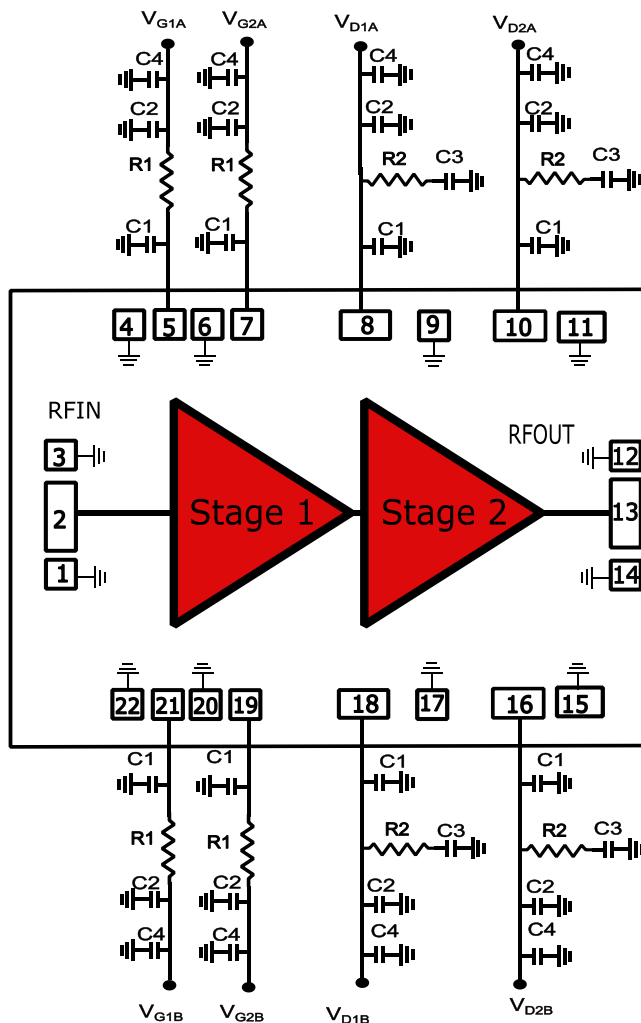 VG1A VG2A VD1A VD2A
C4 C4 C4 C4
C2 C2 C2 C2
R1 R1 R2 C3 R2 C3
C1 C1 C1 C1
4 5 6 7 8 9 10 11
RFIN RFOUT
3 12
2 Stage 1 Stage 2 13
1 14
22 21 20 19 18 17 16 15
C1 C1 C1 C1
R1 R1 R2 C3 R2 C3
C2 C2 C2 C2
C4 C4 C4 C4
VG1B VG2B VD1B VD2B